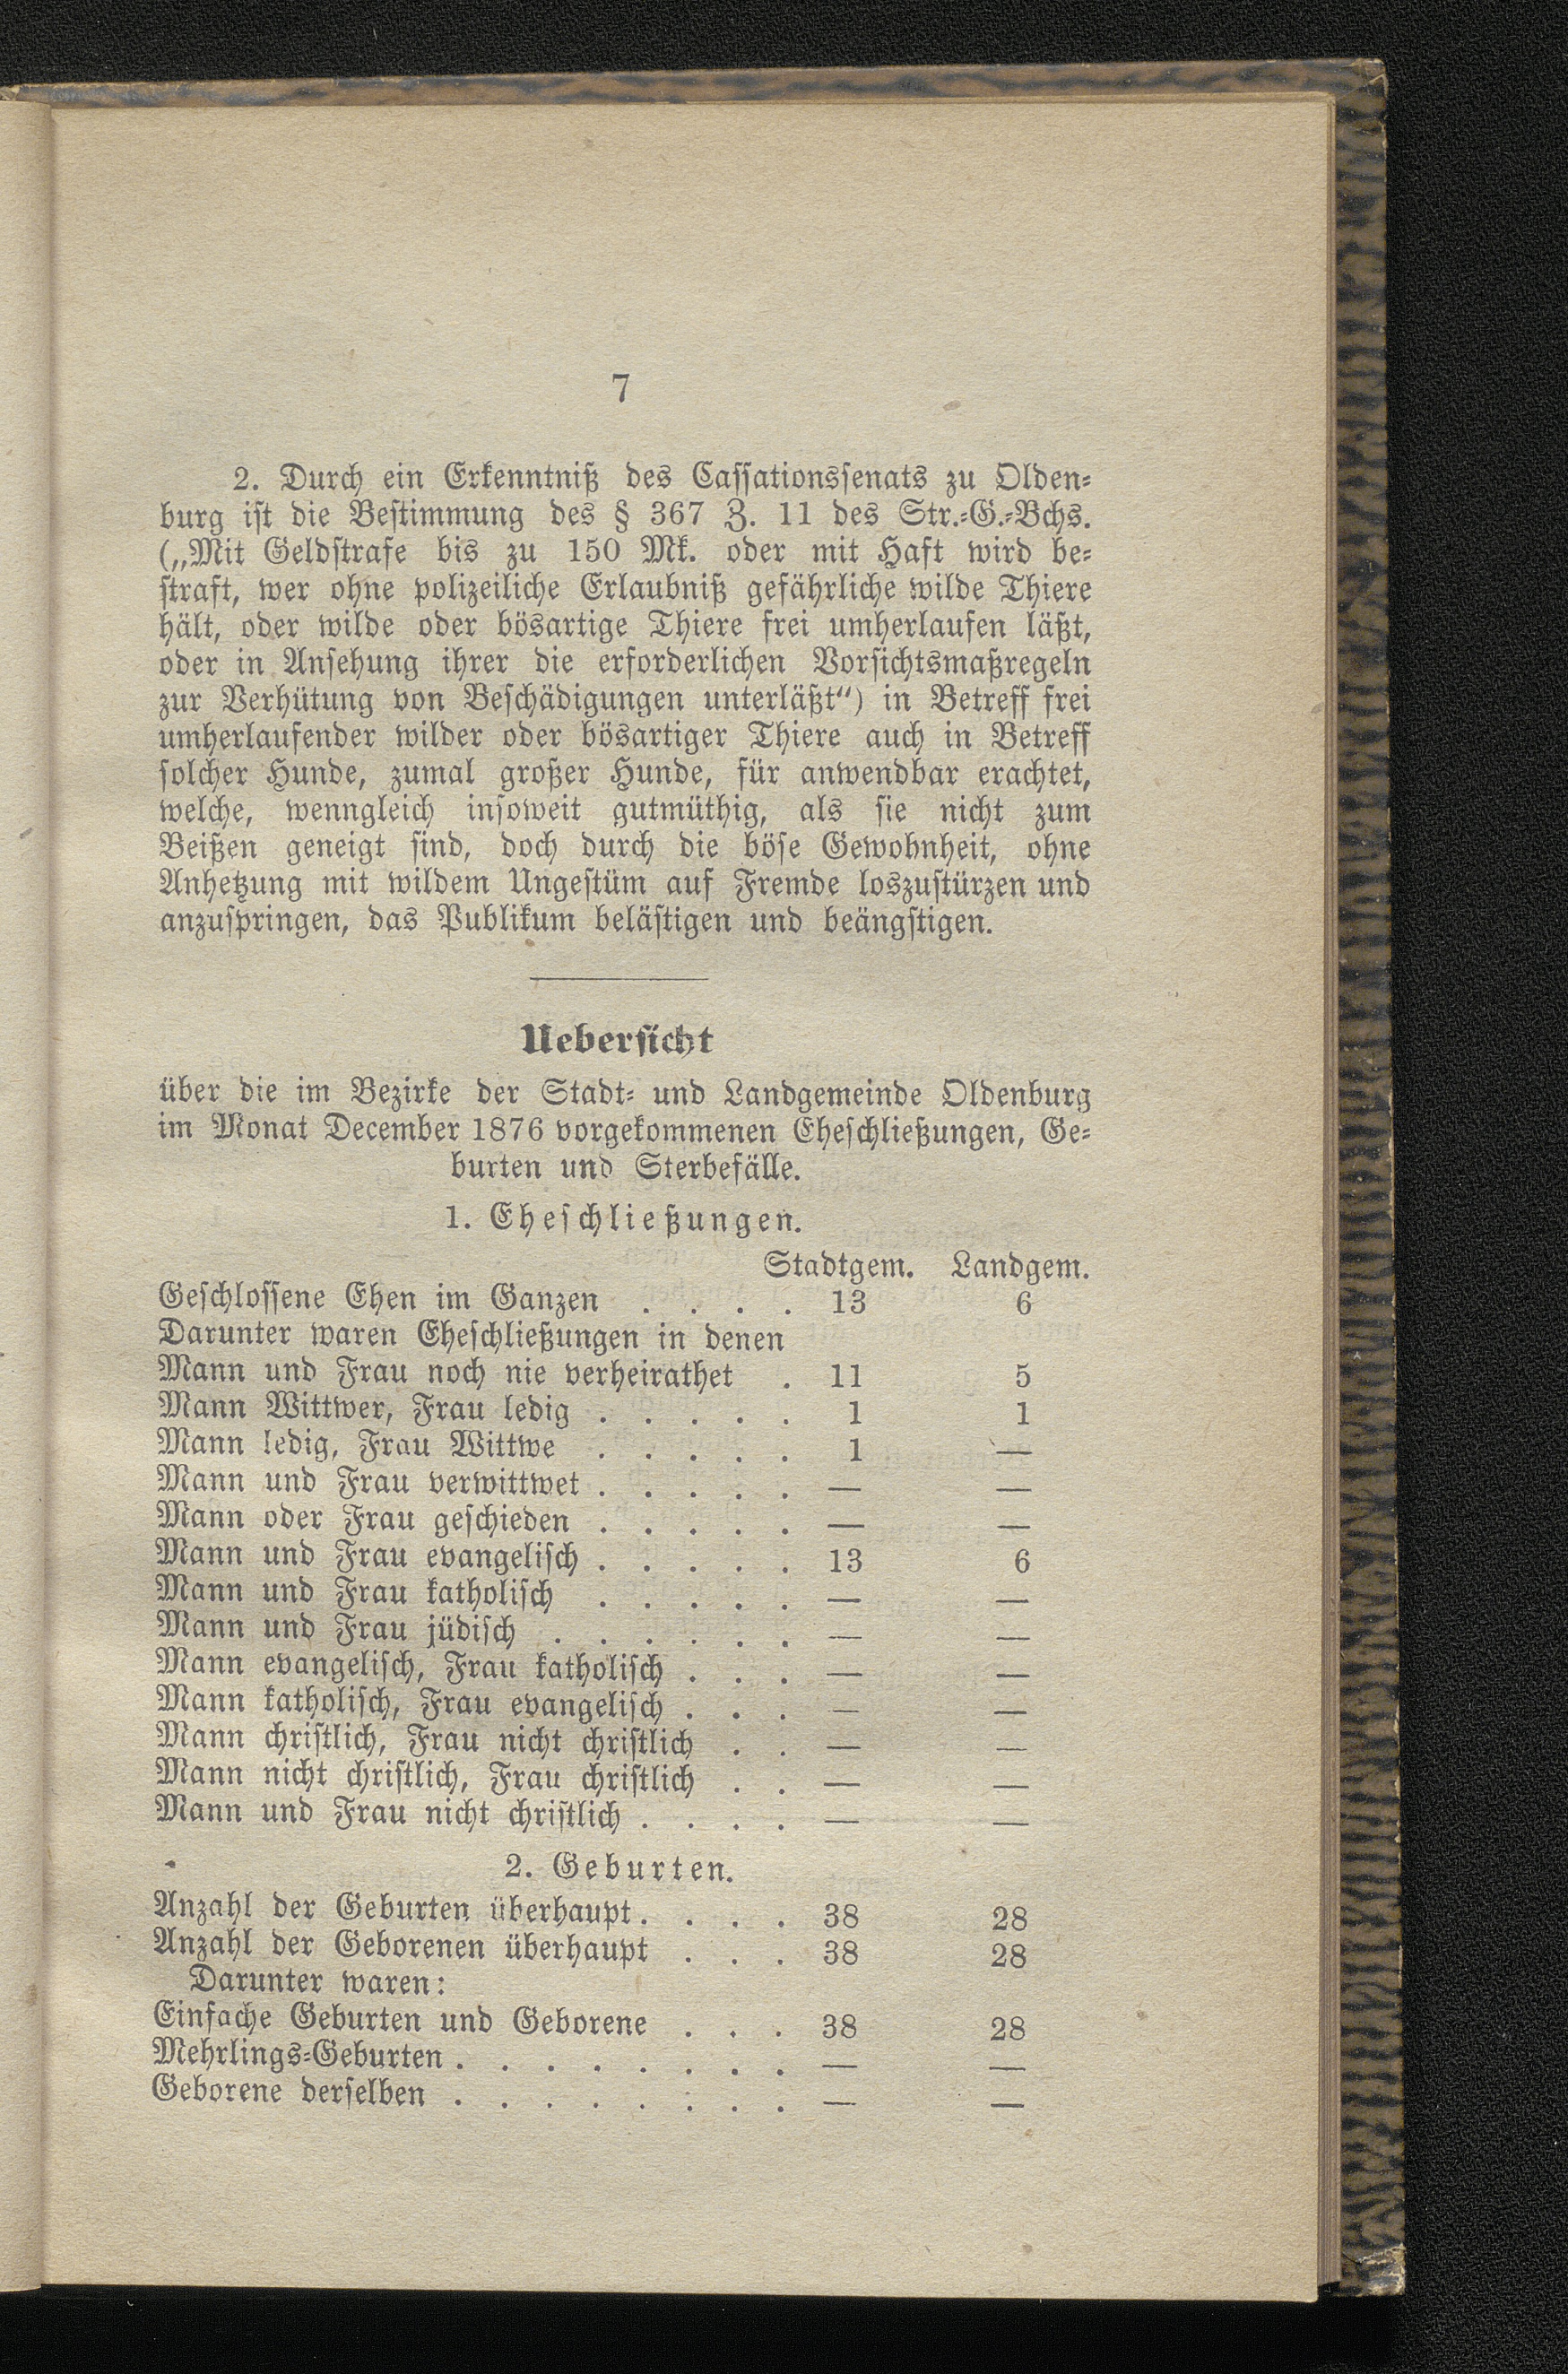 7
2. Durch ein Erkenntniß des Cassationssenats zu Olden-
burg ist die Bestimmung des § 367 Z. 11 des Str.-G.-Bchs.
(„Mit Geldstrafe bis zu 150 Mk. oder mit Haft wird be-
straft, wer ohne polizeiliche Erlaubniß gefährliche wilde Thiere
hält, oder wilde oder bösartige Thiere frei umherlaufen läßt,
oder in Ansehung ihrer die erforderlichen Vorsichtsmaßregeln
zur Verhütung von Beschädigungen unterläßt“) in Betreff frei
umherlaufender wilder oder bösartiger Thiere auch in Betreff
solcher Hunde, zumal großer Hunde, für anwendbar erachtet,
welche, wenngleich insoweit gutmüthig, als sie nicht zum
Beißen geneigt sind, doch durch die böse Gewohnheit, ohne
Anhetzung mit wildem Ungestüm auf Fremde loszustürzen und
anzuspringen, das Publikum belästigen und beängstigen.
Uebersicht
über die im Bezirke der Stadt- und Landgemeinde Oldenburg
im Monat December 1876 vorgekommenen Eheschließungen, Ge-
burten und Sterbefälle.
1. Eheschließungen.
Stadtgem. Landgem.
Geschlossene Ehen im Ganzen . . . . 13 6
Darunter waren Eheschließungen in denen
Mann und Frau noch nie verheirathet . 11 5
Mann Wittwer, Frau ledig . . . . . 1 1
Mann ledig, Frau Wittwe . . . . . 1 —
Mann und Frau verwittwet . . . . . — —
Mann oder Frau geschieden . . . . . — —
Mann und Frau evangelisch . . . . . 13 6
Mann und Frau katholisch . . . . . — —
Mann und Frau jüdisch . . . . . . — —
Mann evangelisch, Frau katholisch . . . — —
Mann katholisch, Frau evangelisch . . . — —
Mann christlich, Frau nicht christlich . . — —
Mann nicht christlich, Frau christlich . . — —
Mann und Frau nicht christlich . . . . — —
2. Geburten.
Anzahl der Geburten überhaupt . . . . 38 28
Anzahl der Geborenen überhaupt . . . 38 28
Darunter waren:
Einfache Geburten und Geborene . . . 38 28
Mehrlings-Geburten . . . . . . . . — —
Geborene derselben . . . . . . . . — —